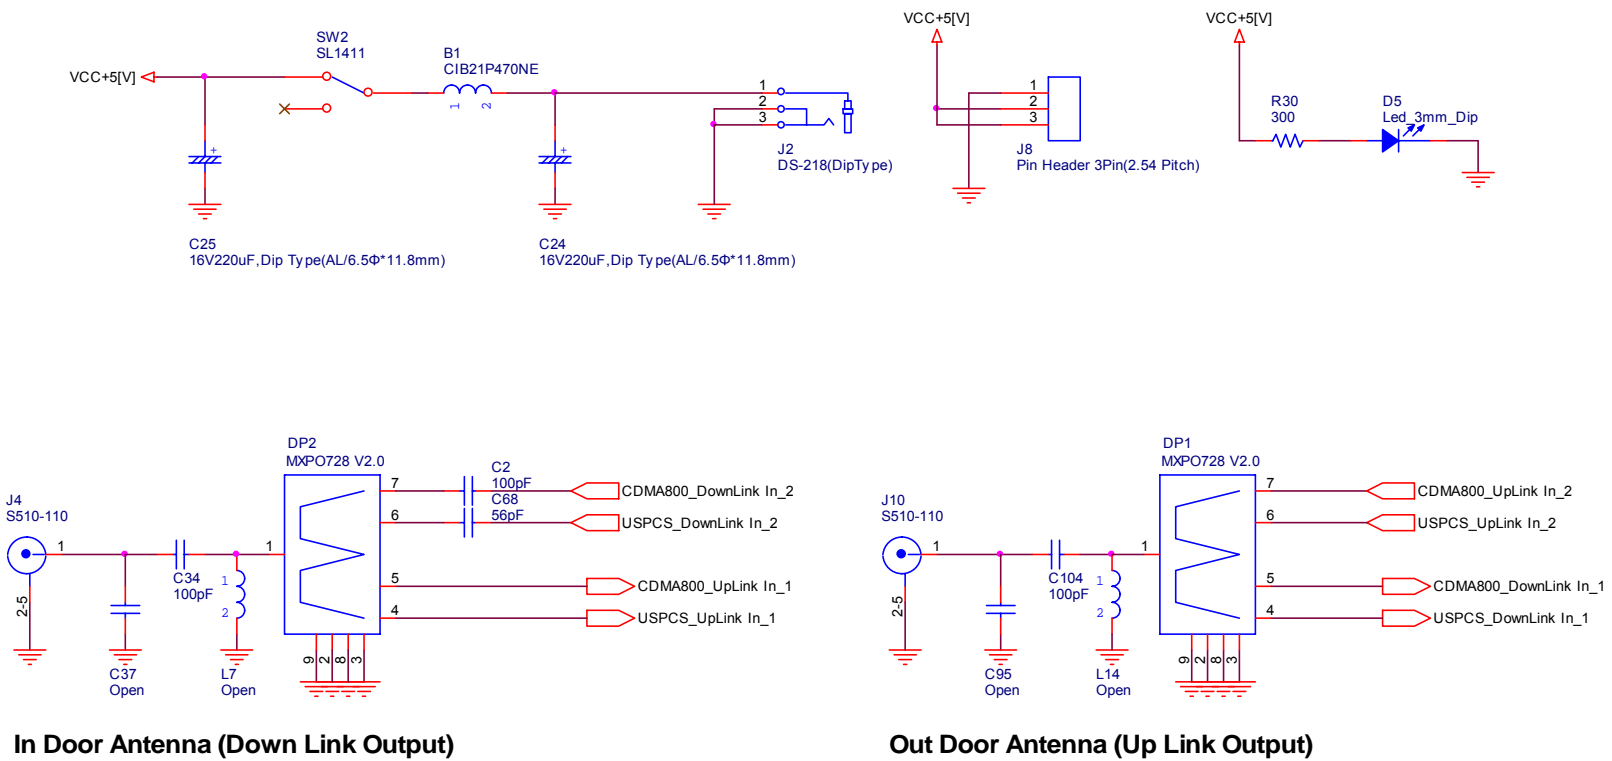 VCC+5[V]
SW2
SL1411
B1
CIB21P470NE
1
2
1
2
3
J2
DS-218(DipType)
C25
16V220uF,Dip Type(AL/6.5Φ*11.8mm)
C24
16V220uF,Dip Type(AL/6.5Φ*11.8mm)
VCC+5[V]
1
2
3
J8
Pin Header 3Pin(2.54 Pitch)
VCC+5[V]
R30
300
D5
Led_3mm_Dip
DP2
MXPO728 V2.0
J4
S510-110
1
2-5
C37
Open
C34
100pF
1
2
L7
Open
1
7
6
5
4
9
2
8
3
C2
100pF
C68
56pF
CDMA800_DownLink In_2
USPCS_DownLink In_2
CDMA800_UpLink In_1
USPCS_UpLink In_1
In Door Antenna (Down Link Output)
DP1
MXPO728 V2.0
J10
S510-110
1
2-5
C95
Open
C104
100pF
1
2
L14
Open
1
7
6
5
4
9
2
8
3
CDMA800_UpLink In_2
USPCS_UpLink In_2
CDMA800_DownLink In_1
USPCS_DownLink In_1
Out Door Antenna (Up Link Output)